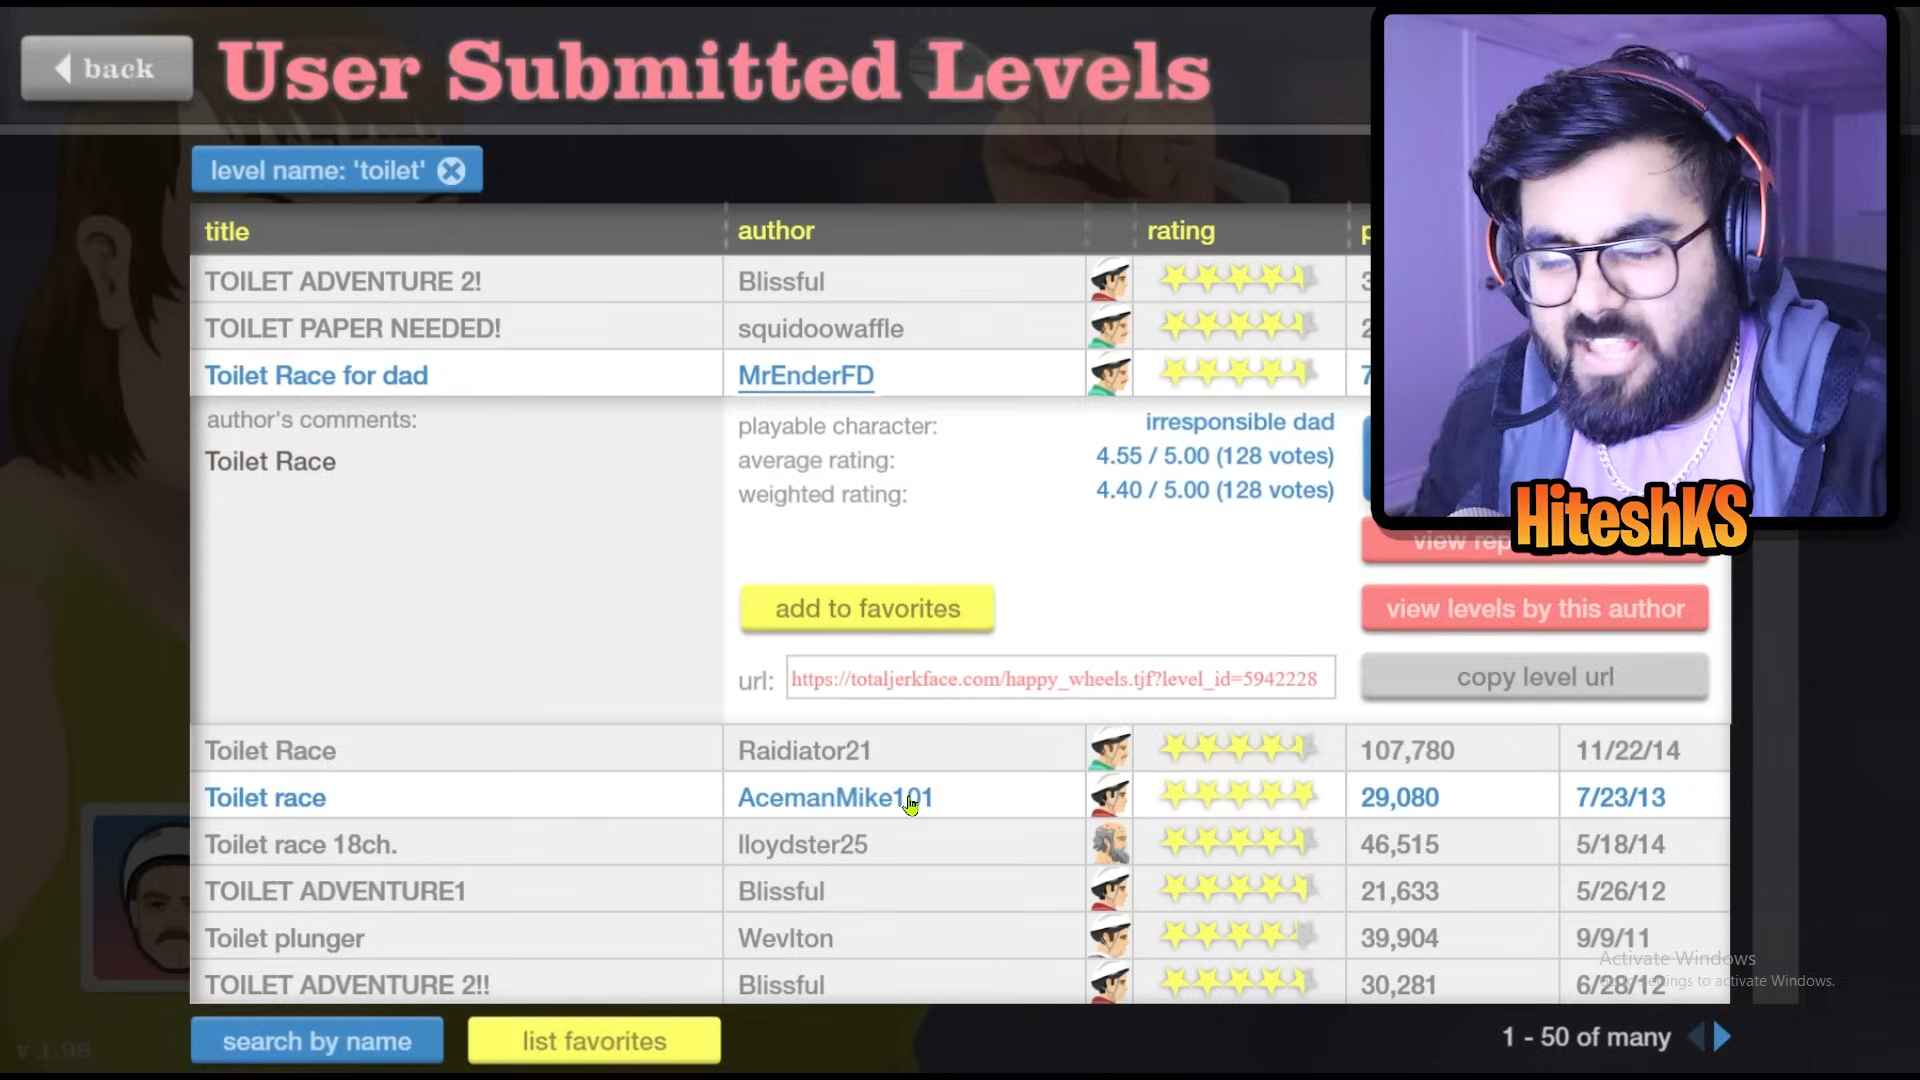 back
User Submitted Levels
level name: 'toilet'
title author rating
TOILET ADVENTURE 2! Blissful
TOILET PAPER NEEDED! squidoowaffle
Toilet Race for dad MrEnderFD
author's comments:
Toilet Race
playable character: irresponsible dad
average rating: 4.55 / 5.00 (128 votes)
weighted rating: 4.40 / 5.00 (128 votes)
HiteshKS
view
add to favorites
view levels by this author
url: https://totaljerkface.com/happy_wheels.tjf?level_id=5942228
copy level url
Toilet Race Raidiator21 107,780 11/22/14
Toilet race AcemanMike101 29,080 7/23/13
Toilet race 18ch. lloydster25 46,515 5/18/14
TOILET ADVENTURE1 Blissful 21,633 5/26/12
Toilet plunger Wevlton 39,904 9/9/11
Activate Windows
TOILET ADVENTURE 2!! Blissful 30,281 6/28/12
to activate Windows.
search by name
list favorites
1 - 50 of many
v 1.98